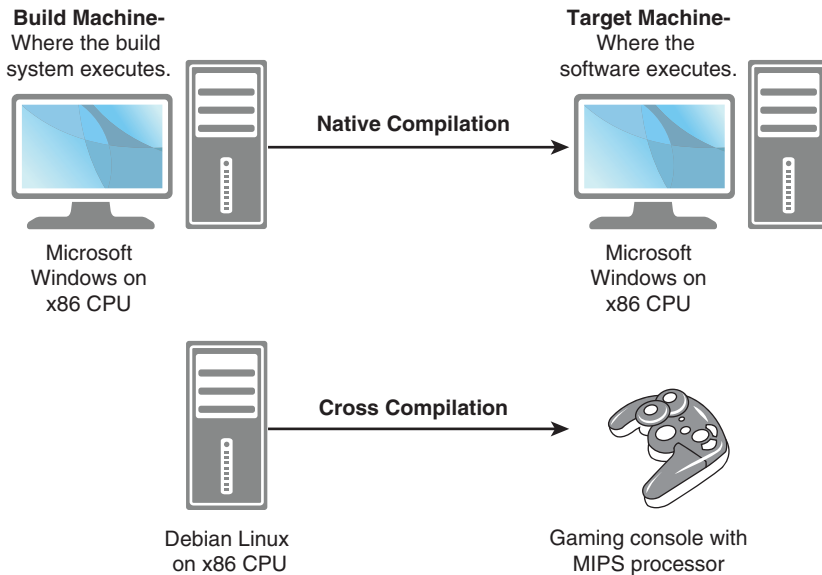 Build Machine-
Where the build
system executes.
Target Machine-
Where the
software executes.
Native Compilation
Microsoft
Windows on
x86 CPU
Microsoft
Windows on
x86 CPU
Cross Compilation
Debian Linux
on x86 CPU
Gaming console with
MIPS processor